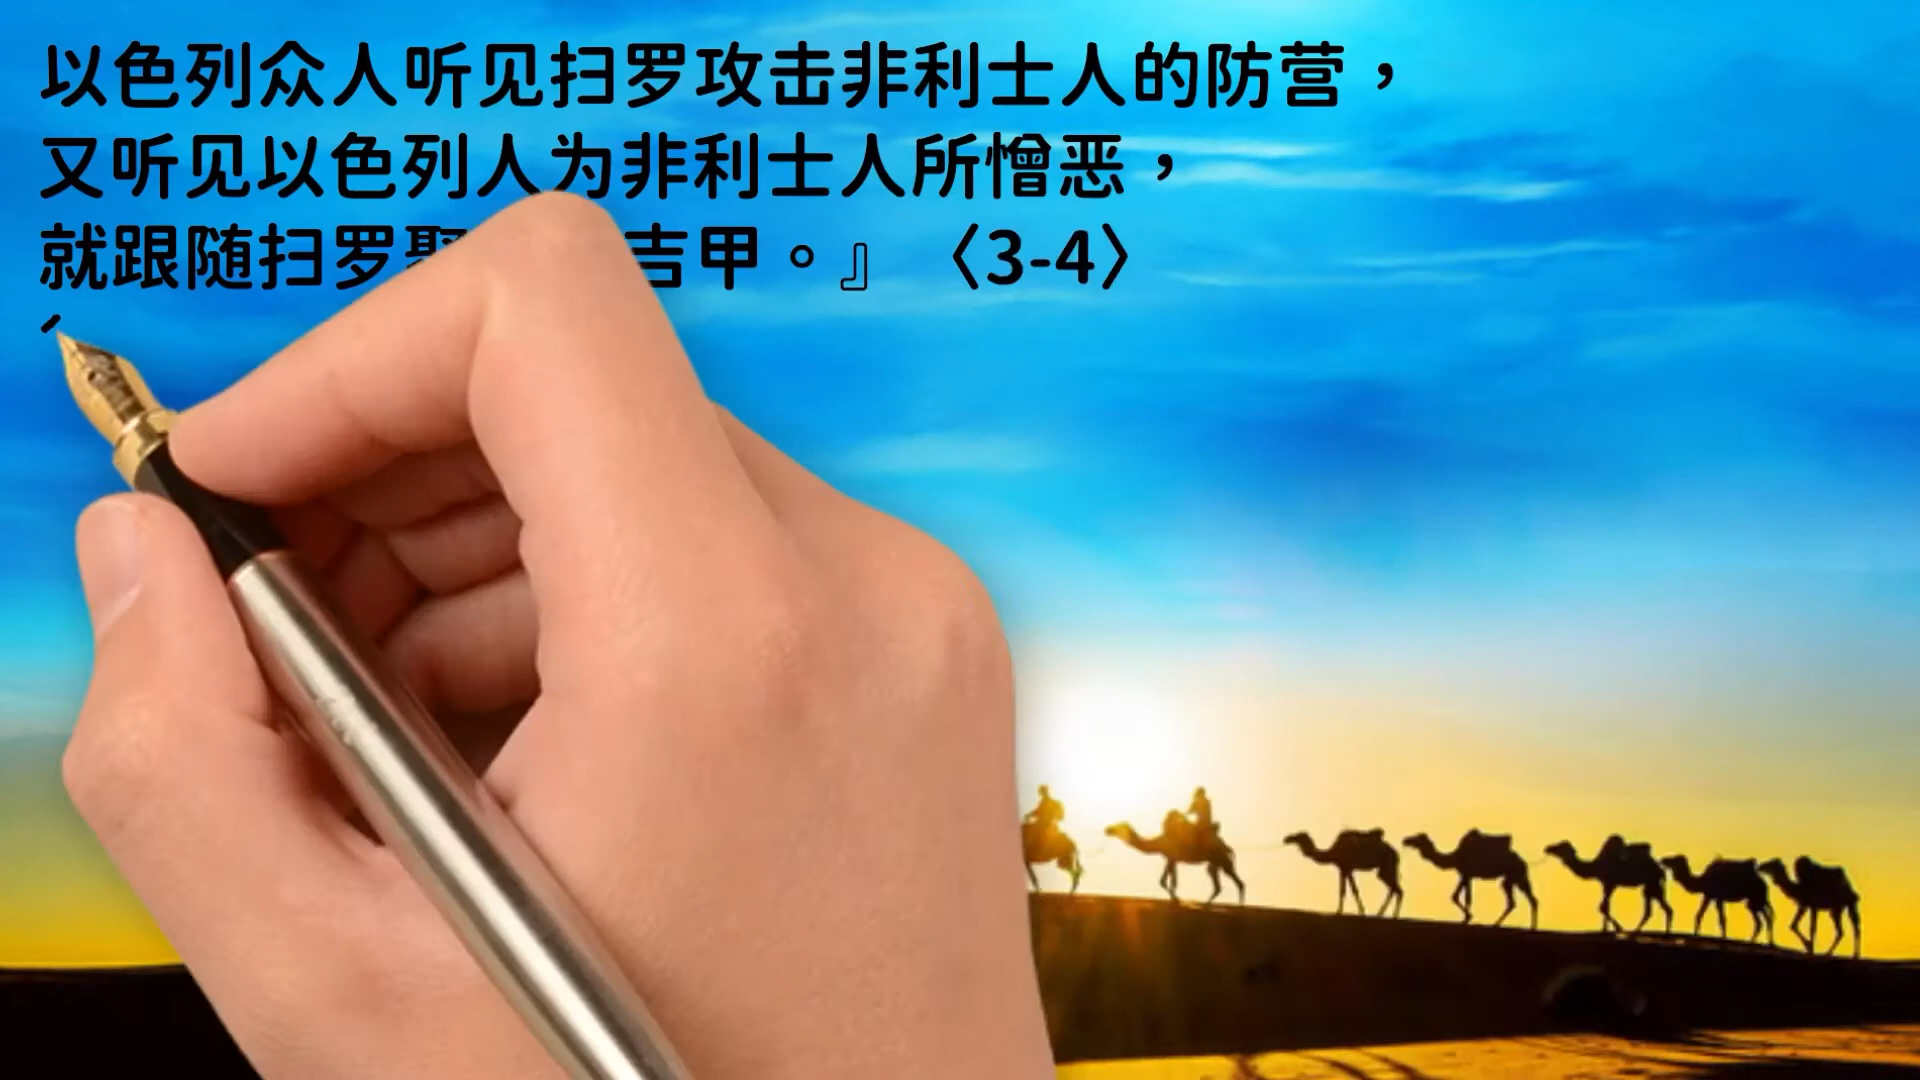 以色列众人听见扫罗攻击非利士人的防营，
又听见以色列人为非利士人所憎恶，
就跟随扫罗聚吉甲。』〈3-4〉